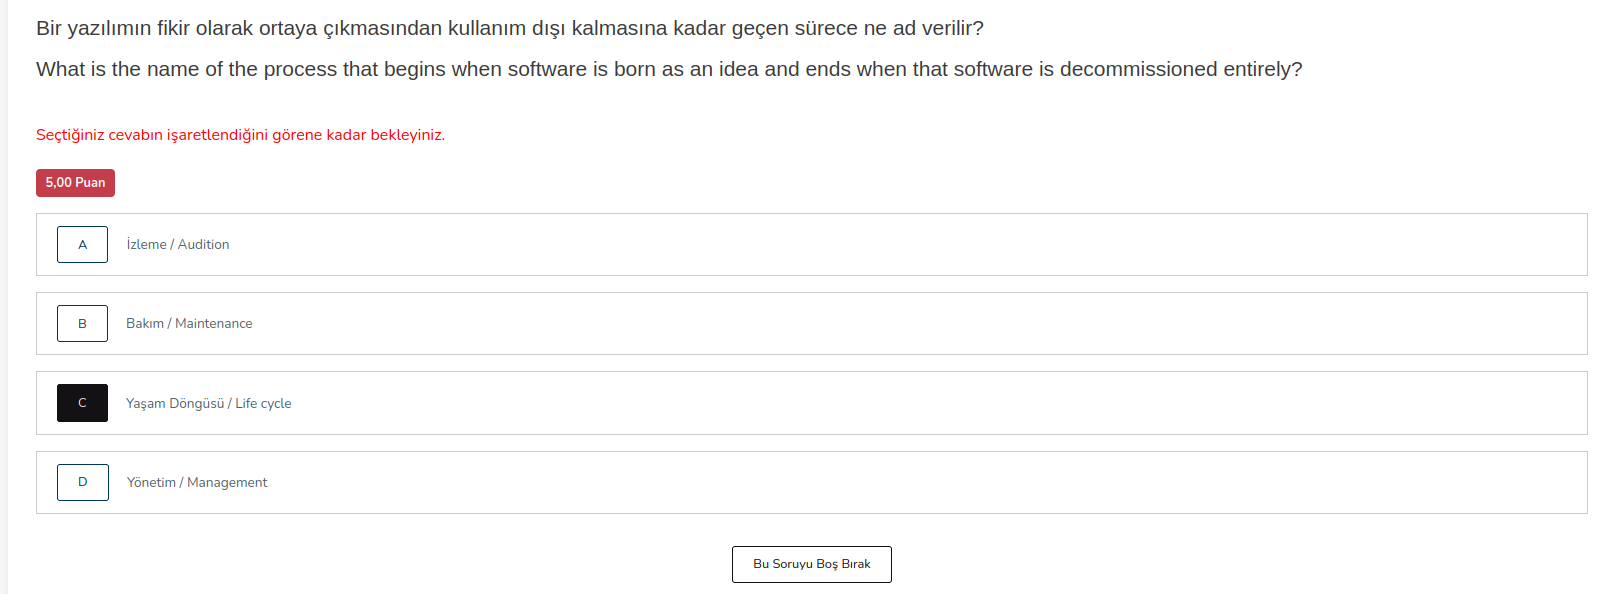 Bir yazılımın fikir olarak ortaya çıkmasından kullanım dışı kalmasına kadar geçen sürece ne ad verilir?
What is the name of the process that begins when software is born as an idea and ends when that software is decommissioned entirely?
Seçtiğiniz cevabın işaretlendiğini görene kadar bekleyiniz.
5,00 Puan
A İzleme / Audition
B Bakım / Maintenance
C Yaşam Döngüsü / Life cycle
D Yönetim / Management
Bu Soruyu Boş Bırak